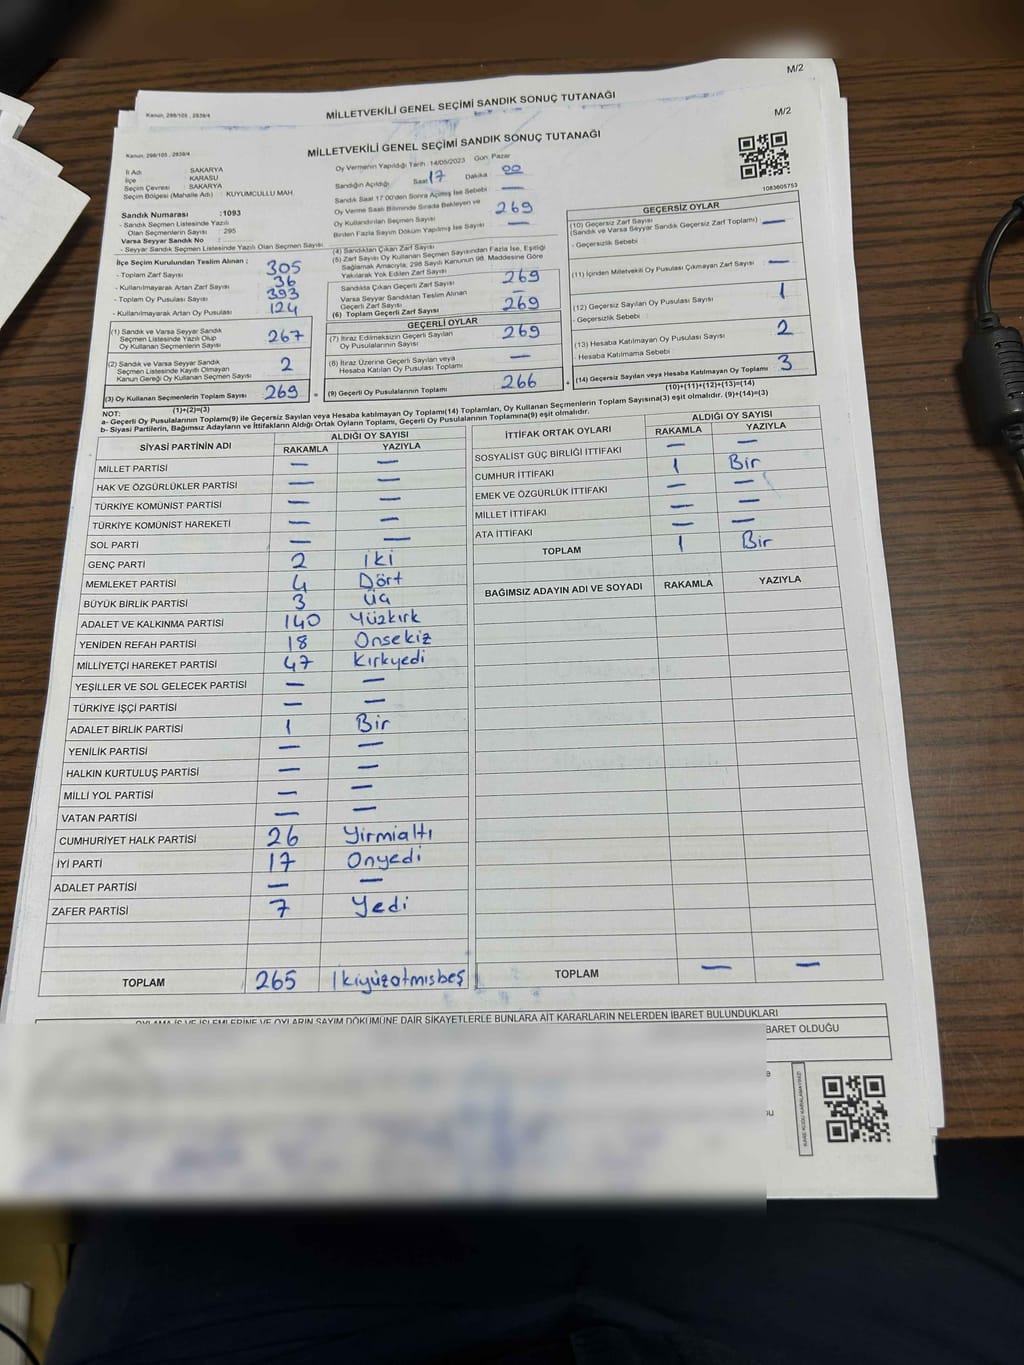 M/2
Kanun; 298/105 , 2839/4
MİLLETVEKİLİ GENEL SEÇİMİ SANDIK SONUÇ TUTANAĞI
M/2
Kanun; 298/105 , 2839/4
MİLLETVEKİLİ GENEL SEÇİMİ SANDIK SONUÇ TUTANAĞI
İl Adı : SAKARYA
İlçe : KARASU
Seçim Çevresi : SAKARYA
Seçim Bölgesi (Mahalle Adı) : KUYUMCULLU MAH.
Sandık Numarası :1093
- Sandık Seçmen Listesinde Yazılı
Olan Seçmenlerin Sayısı : 295
Varsa Seyyar Sandık No :
- Seyyar Sandık Seçmen Listesinde Yazılı Olan Seçmen Sayısı
Oy Vermenin Yapıldığı Tarih : 14/05/2023 Gün: Pazar
Sandığın Açıldığı Saat 17 Dakika 00
Sandık Saat 17:00'den Sonra Açılmış İse Sebebi —
Oy Verme Saati Bitiminde Sırada Bekleyen ve
Oy Kullandırılan Seçmen Sayısı 269
Birden Fazla Sayım Döküm Yapılmış İse Sayısı —
1083605753
İlçe Seçim Kurulundan Teslim Alınan ;
- Toplam Zarf Sayısı 305
- Kullanılmayarak Artan Zarf Sayısı 36
- Toplam Oy Pusulası Sayısı 393
- Kullanılmayarak Artan Oy Pusulası 124
(1) Sandık ve Varsa Seyyar Sandık
Seçmen Listesinde Yazılı Olup
Oy Kullanan Seçmenlerin Sayısı 267
(2) Sandık ve Varsa Seyyar Sandık
Seçmen Listesinde Kayıtlı Olmayan
Kanun Gereği Oy Kullanan Seçmen Sayısı 2
(3) Oy Kullanan Seçmenlerin Toplam Sayısı 269 =
(1)+(2)=(3)
(4) Sandıktan Çıkan Zarf Sayısı
(5) Zarf Sayısı Oy Kullanan Seçmen Sayısından Fazla İse, Eşitliği
Sağlamak Amacıyla; 298 Sayılı Kanunun 98. Maddesine Göre
Yakılarak Yok Edilen Zarf Sayısı
Sandıkta Çıkan Geçerli Zarf Sayısı 269
Varsa Seyyar Sandıktan Teslim Alınan
Geçerli Zarf Sayısı —
(6) Toplam Geçerli Zarf Sayısı 269
GEÇERLİ OYLAR
(7) İtiraz Edilmeksizin Geçerli Sayılan
Oy Pusulalarının Sayısı 269
(8) İtiraz Üzerine Geçerli Sayılan veya
Hesaba Katılan Oy Pusulası Toplamı —
(9) Geçerli Oy Pusulalarının Toplamı 266 +
GEÇERSİZ OYLAR
(10) Geçersiz Zarf Sayısı
(Sandık ve Varsa Seyyar Sandık Geçersiz Zarf Toplamı) —
- Geçersizlik Sebebi
(11) İçinden Milletvekili Oy Pusulası Çıkmayan Zarf Sayısı —
(12) Geçersiz Sayılan Oy Pusulası Sayısı 1
- Geçersizlik Sebebi
(13) Hesaba Katılmayan Oy Pusulası Sayısı 2
- Hesaba Katılmama Sebebi
(14) Geçersiz Sayılan veya Hesaba Katılmayan Oy Toplamı 3
(10)+(11)+(12)+(13)=(14)
NOT:
a- Geçerli Oy Pusulalarının Toplamı(9) ile Geçersiz Sayılan veya Hesaba katılmayan Oy Toplamı(14) Toplamları, Oy Kullanan Seçmenlerin Toplam Sayısına(3) eşit olmalıdır. (9)+(14)=(3)
b- Siyasi Partilerin, Bağımsız Adayların ve İttifakların Aldığı Ortak Oyların Toplamı, Geçerli Oy Pusulalarının Toplamına(9) eşit olmalıdır.
SİYASİ PARTİNİN ADI ALDIĞI OY SAYISI
RAKAMLA YAZIYLA
MİLLET PARTİSİ — —
HAK VE ÖZGÜRLÜKLER PARTİSİ — —
TÜRKİYE KOMÜNİST PARTİSİ — —
TÜRKİYE KOMÜNİST HAREKETİ — —
SOL PARTİ — —
GENÇ PARTİ 2 İki
MEMLEKET PARTİSİ 4 Dört
BÜYÜK BİRLİK PARTİSİ 3 Üç
ADALET VE KALKINMA PARTİSİ 140 Yüzkırk
YENİDEN REFAH PARTİSİ 18 Onsekiz
MİLLİYETÇİ HAREKET PARTİSİ 47 Kırkyedi
YEŞİLLER VE SOL GELECEK PARTİSİ — —
TÜRKİYE İŞÇİ PARTİSİ — —
ADALET BİRLİK PARTİSİ 1 Bir
YENİLİK PARTİSİ — —
HALKIN KURTULUŞ PARTİSİ — —
MİLLİ YOL PARTİSİ — —
VATAN PARTİSİ — —
CUMHURİYET HALK PARTİSİ 26 Yirmialtı
İYİ PARTİ 17 Onyedi
ADALET PARTİSİ — —
ZAFER PARTİSİ 7 Yedi
TOPLAM 265 İkiyüzatmısbeş
İTTİFAK ORTAK OYLARI ALDIĞI OY SAYISI
RAKAMLA YAZIYLA
SOSYALİST GÜÇ BİRLİĞİ İTTİFAKI — —
CUMHUR İTTİFAKI 1 Bir
EMEK VE ÖZGÜRLÜK İTTİFAKI — —
MİLLET İTTİFAKI — —
ATA İTTİFAKI — —
TOPLAM 1 Bir
BAĞIMSIZ ADAYIN ADI VE SOYADI RAKAMLA YAZIYLA
TOPLAM — —
OYLAMA İŞ VE İŞLEMLERİNE VE OYLARIN SAYIM DÖKÜMÜNE DAİR ŞİKAYETLERLE BUNLARA AİT KARARLARIN NELERDEN İBARET BULUNDUKLARI
BARET OLDUĞU
KARE KODU KARALAMAYINIZ!